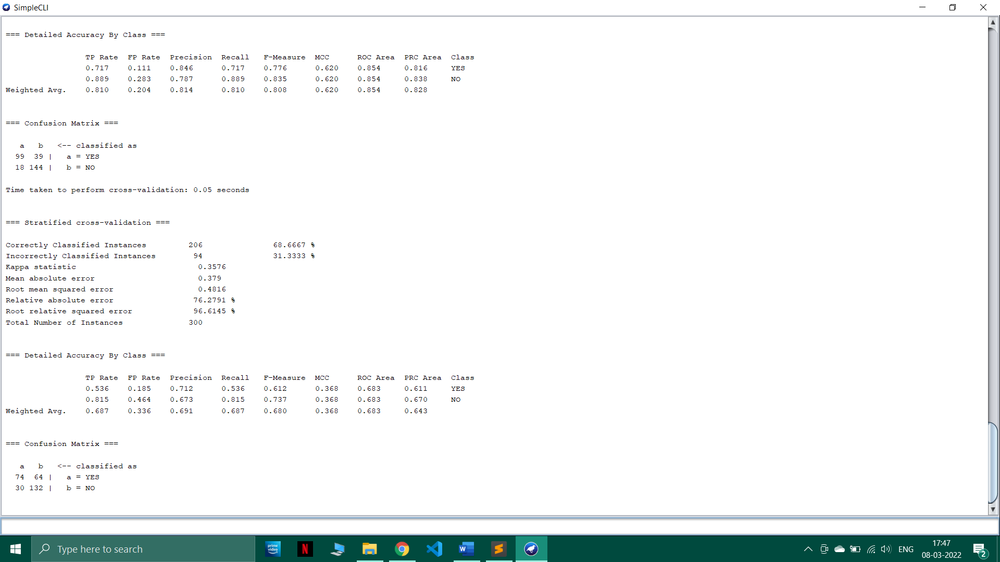 SimpleCLI
=== Detailed Accuracy By Class ===
TP Rate  FP Rate  Precision  Recall   F-Measure  MCC      ROC Area  PRC Area  Class
0.717    0.111    0.846      0.717    0.776      0.620    0.854     0.816     YES
0.889    0.283    0.787      0.889    0.835      0.620    0.854     0.838     NO
Weighted Avg.    0.810    0.204    0.814      0.810    0.808      0.620    0.854     0.828
=== Confusion Matrix ===
a   b   <-- classified as
99  39 |   a = YES
18 144 |   b = NO
Time taken to perform cross-validation: 0.05 seconds
=== Stratified cross-validation ===
Correctly Classified Instances         206               68.6667 %
Incorrectly Classified Instances        94               31.3333 %
Kappa statistic                          0.3576
Mean absolute error                      0.379
Root mean squared error                  0.4816
Relative absolute error                 76.2791 %
Root relative squared error             96.6145 %
Total Number of Instances              300
=== Detailed Accuracy By Class ===
TP Rate  FP Rate  Precision  Recall   F-Measure  MCC      ROC Area  PRC Area  Class
0.536    0.185    0.712      0.536    0.612      0.368    0.683     0.611     YES
0.815    0.464    0.673      0.815    0.737      0.368    0.683     0.670     NO
Weighted Avg.    0.687    0.336    0.691      0.687    0.680      0.368    0.683     0.643
=== Confusion Matrix ===
a   b   <-- classified as
74  64 |   a = YES
30 132 |   b = NO
Type here to search
prime video
N
W
ENG
17:47
08-03-2022
2